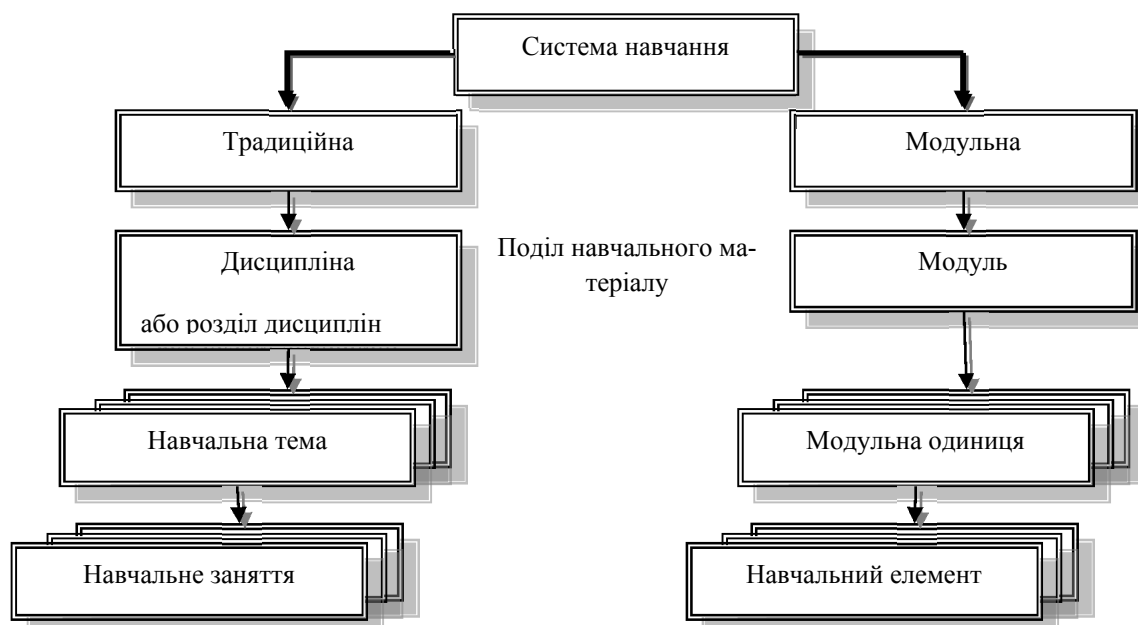 Система навчання
Традиційна
Модульна
Дисципліна
або розділ дисциплін
Поділ навчального ма-
теріалу
Модуль
Навчальна тема
Модульна одиниця
Навчальне заняття
Навчальний елемент